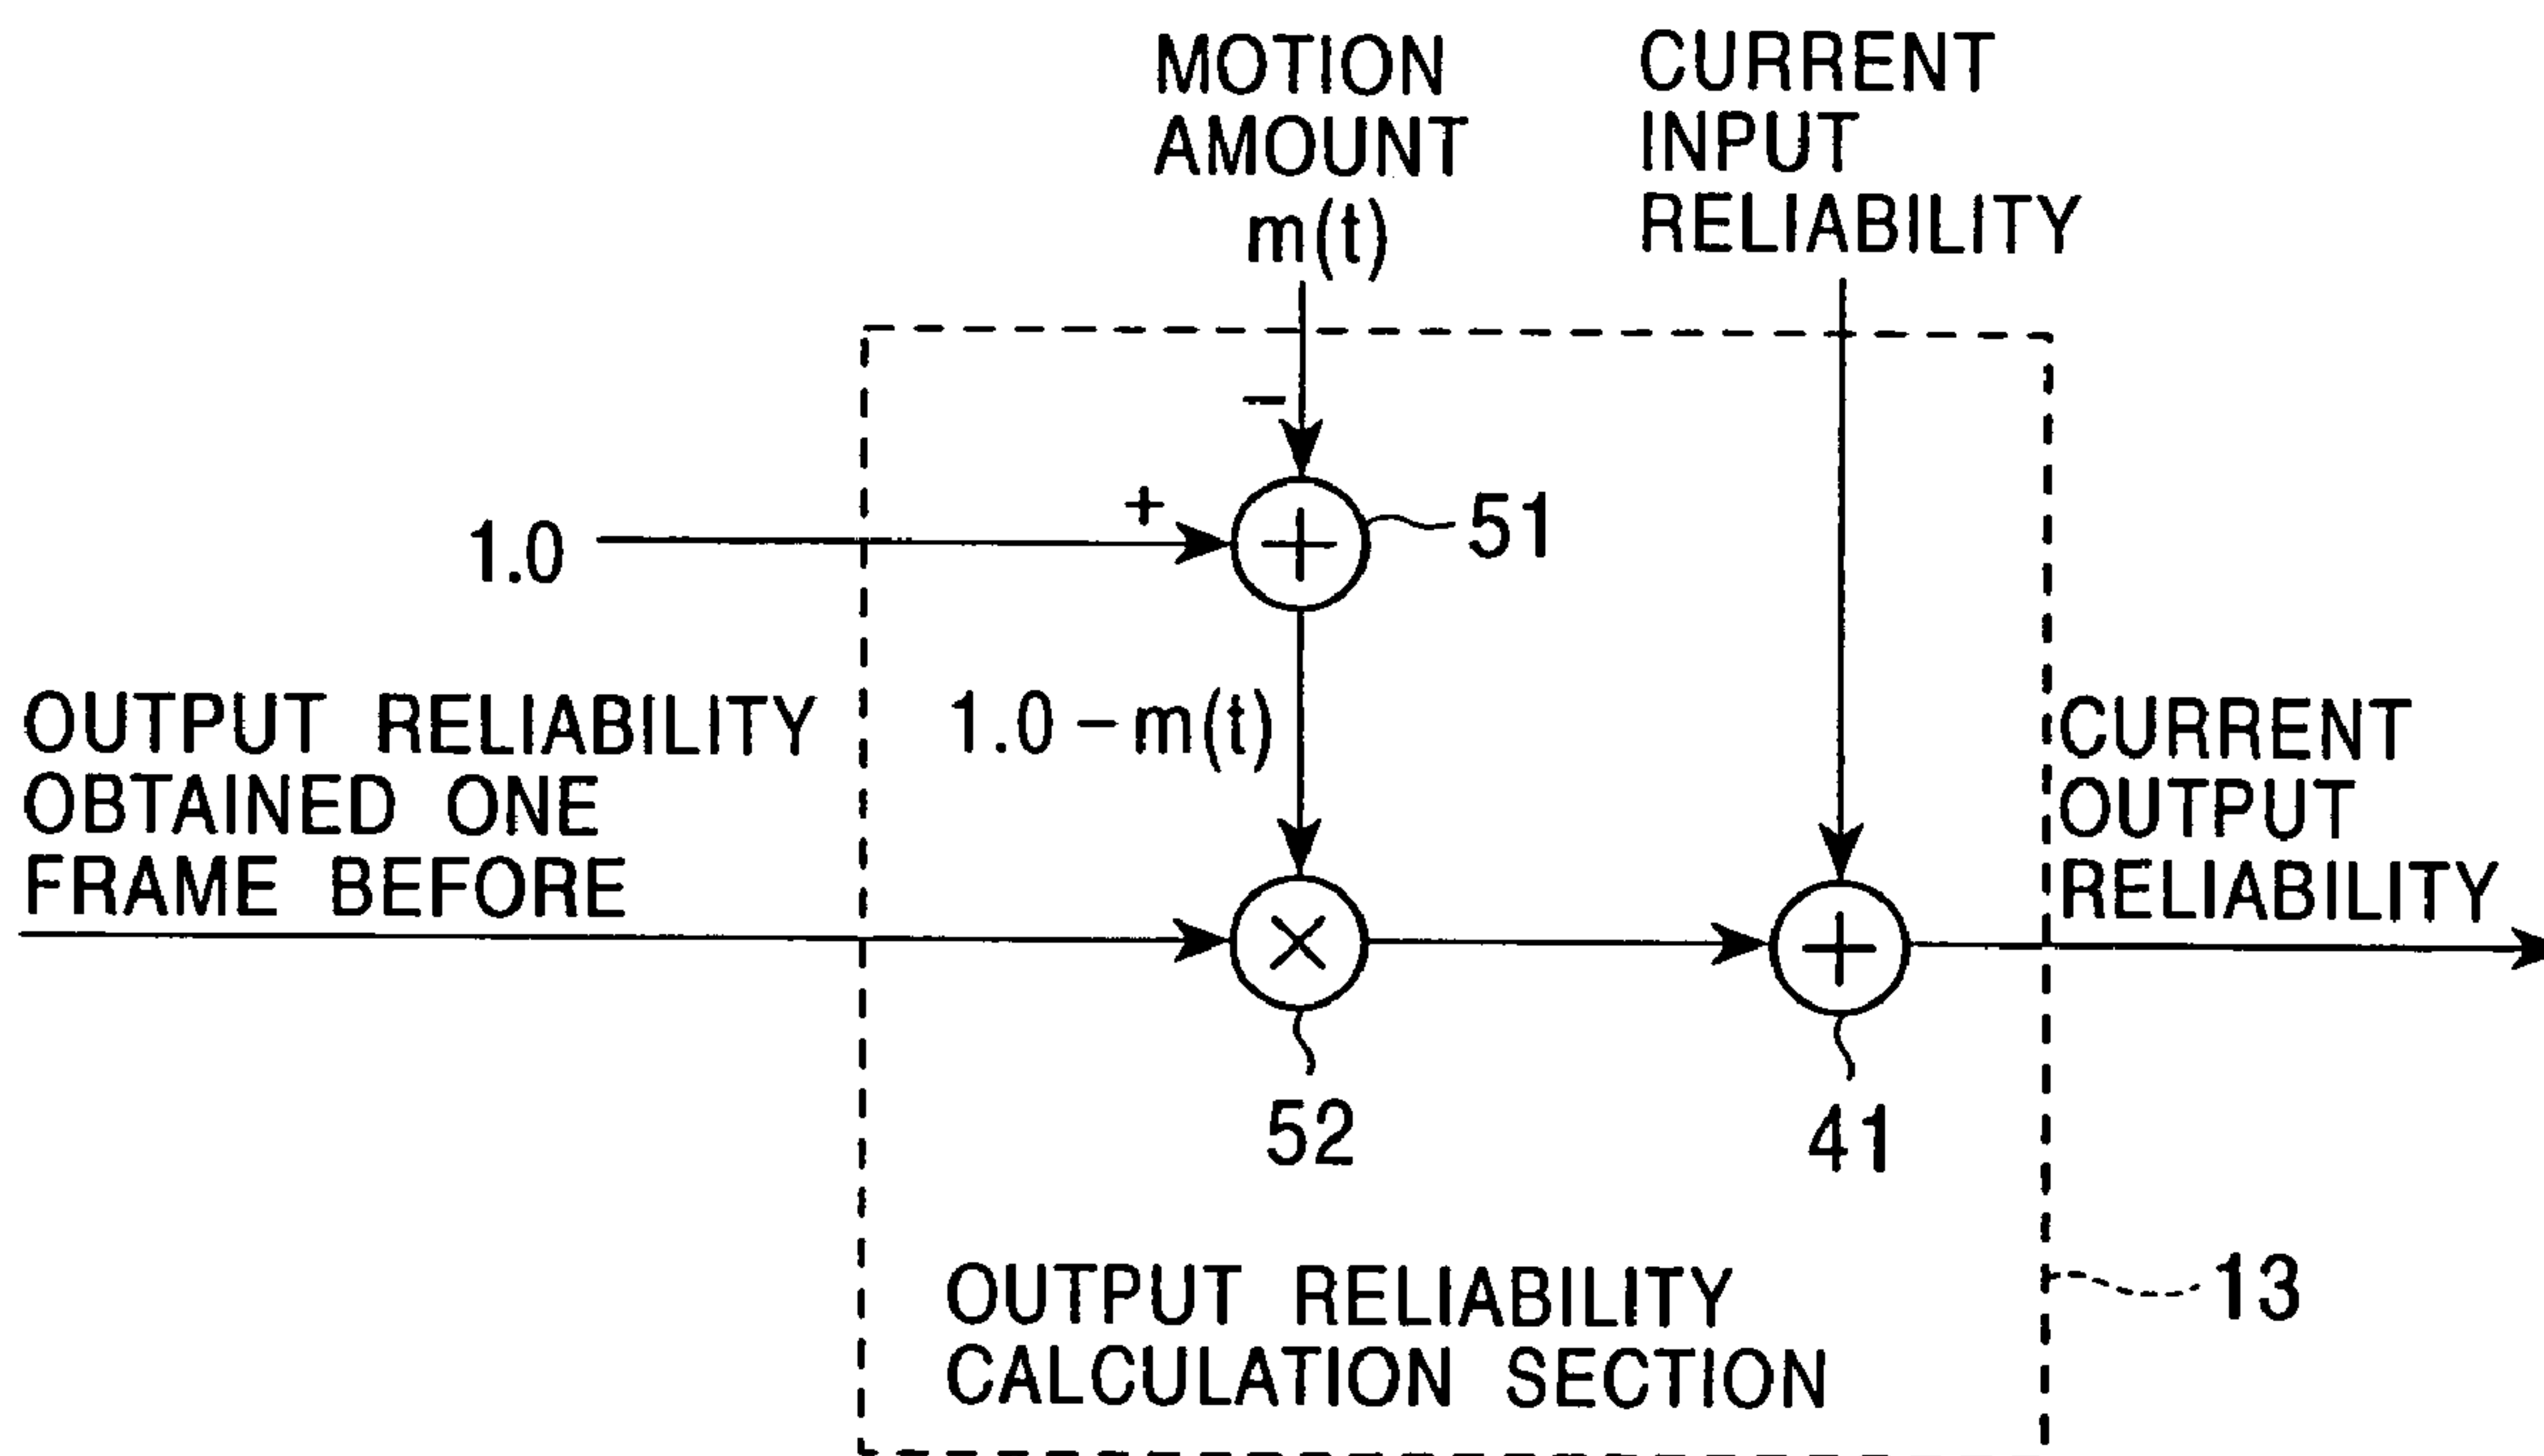 MOTION
AMOUNT
m(t)
CURRENT
INPUT
RELIABILITY
−
+
1.0
+
51
OUTPUT RELIABILITY
OBTAINED ONE
FRAME BEFORE
1.0 − m(t)
CURRENT
OUTPUT
RELIABILITY
×
+
52
41
OUTPUT RELIABILITY
CALCULATION SECTION
13